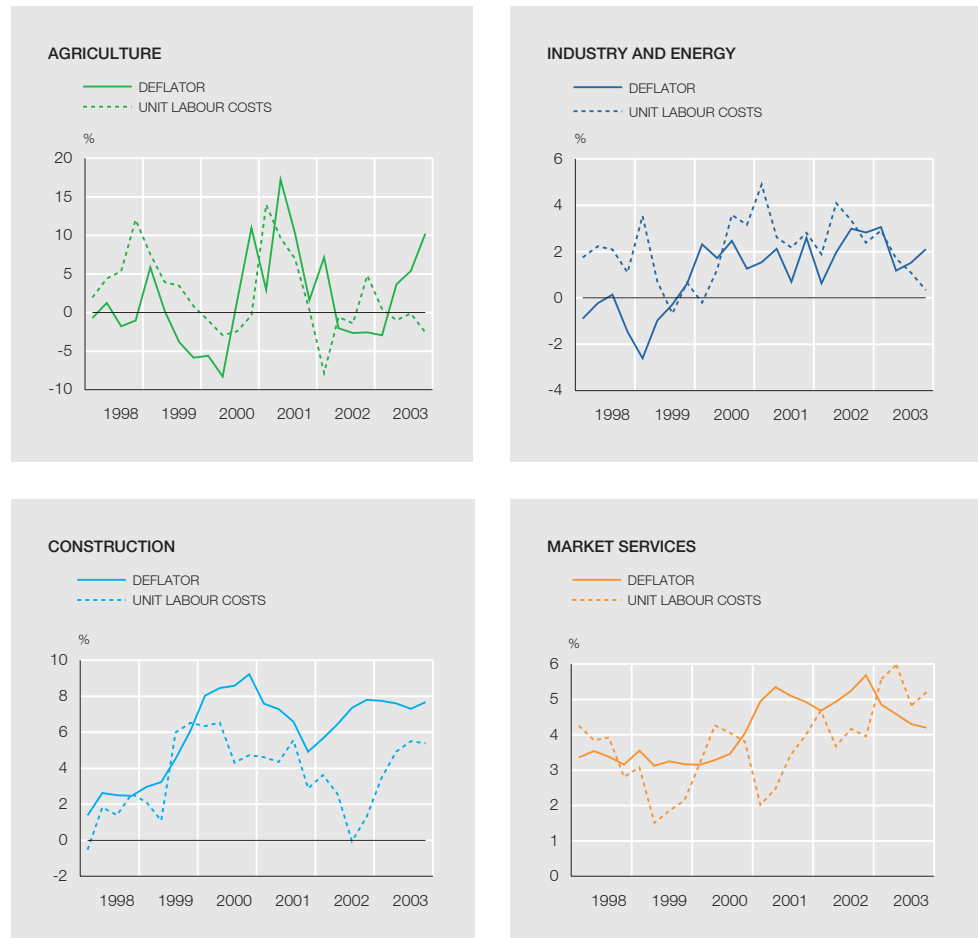 AGRICULTURE
DEFLATOR
UNIT LABOUR COSTS
%
20
15
10
5
0
-5
-10
1998 1999 2000 2001 2002 2003
INDUSTRY AND ENERGY
DEFLATOR
UNIT LABOUR COSTS
%
6
4
2
0
-2
-4
1998 1999 2000 2001 2002 2003
CONSTRUCTION
DEFLATOR
UNIT LABOUR COSTS
%
10
8
6
4
2
0
-2
1998 1999 2000 2001 2002 2003
MARKET SERVICES
DEFLATOR
UNIT LABOUR COSTS
%
6
5
4
3
2
1
0
1998 1999 2000 2001 2002 2003